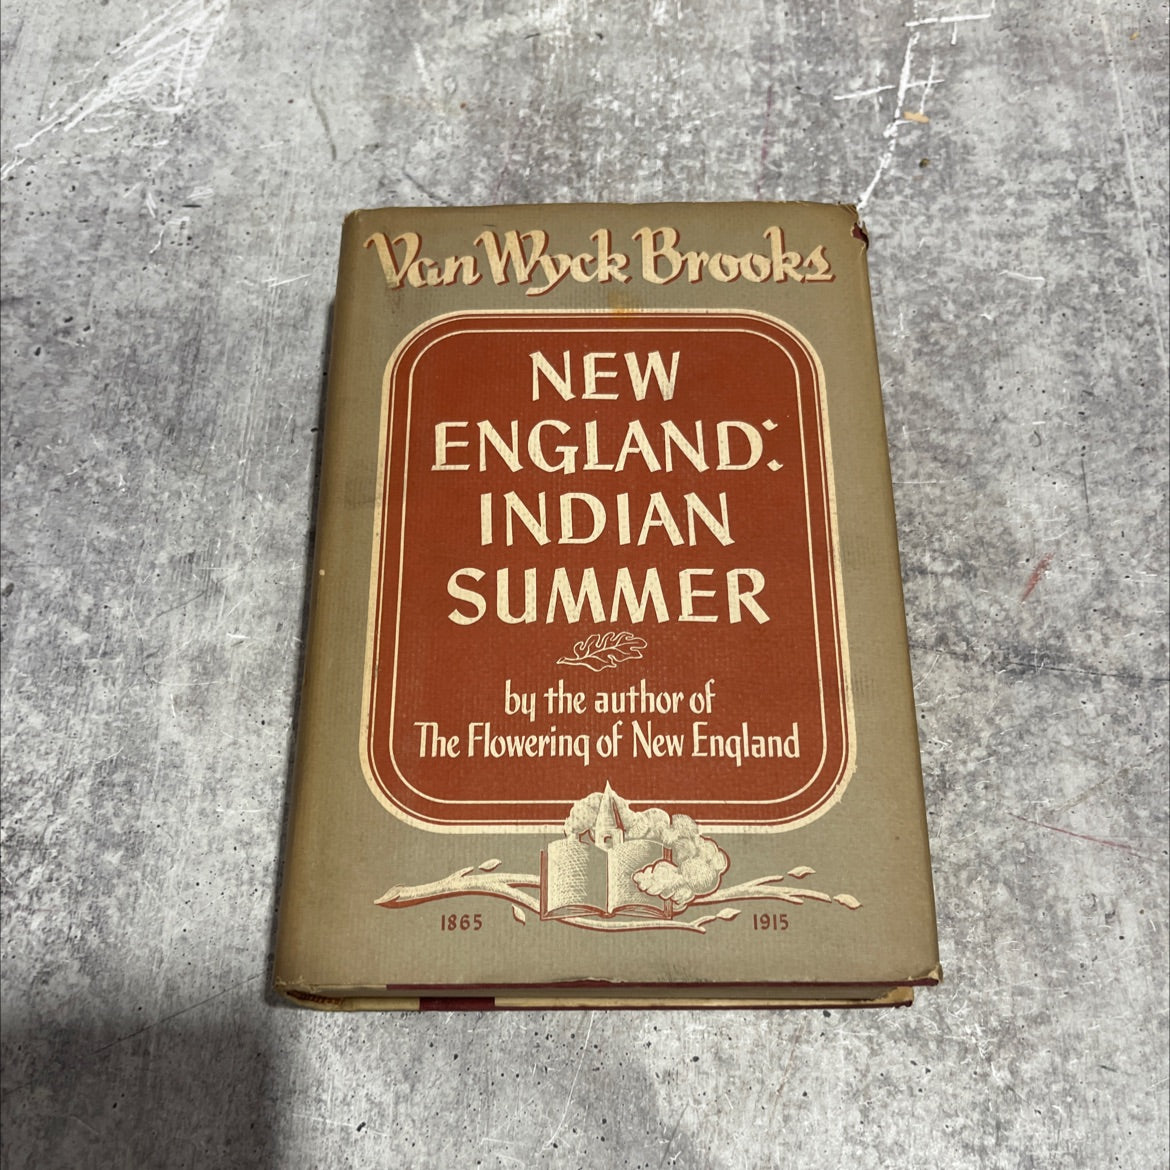 Van Wyck Brooks
NEW
ENGLAND:
INDIAN
SUMMER
by the author of
The Flowering of New England
1865 1915